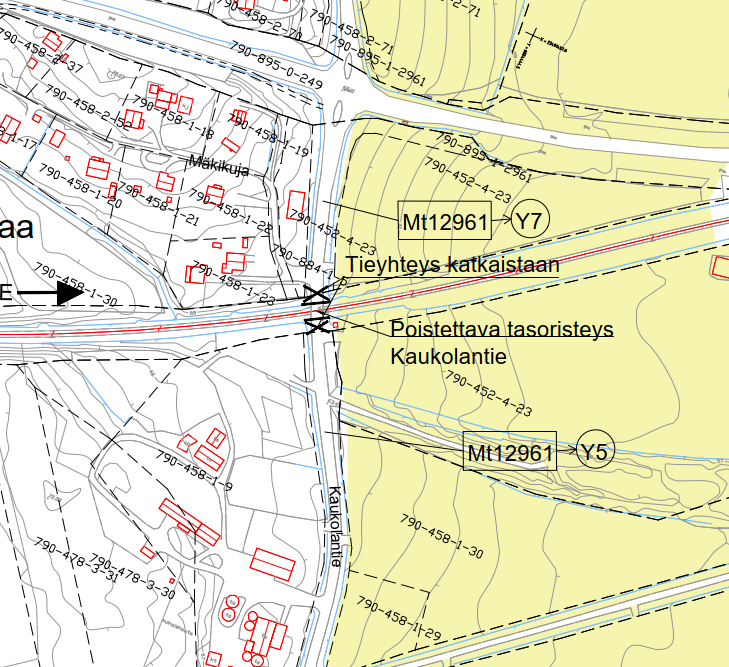 790-458-2-70
790-458-2-71
2-71
790-458-2-37
790-895-0-249
790-895-1-2961
790-458-2-52
790-458-1-18
790-458-1-19
1-17
Mäkikuja
790-895-1-2961
790-452-4-23
790-458-1-20
790-458-1-21
790-458-1-22
790-452-4-23
Mt12961
Y7
aa
790-884-1-
Tieyhteys katkaistaan
790-458-1-30
790-458-1-23
E
Poistettava tasoristeys
Kaukolantie
790-452-4-23
Mt12961
Y5
790-458-1-9
Kaukolantie
790-458-1-30
790-478-3-31
790-478-3-30
790-458-1-29